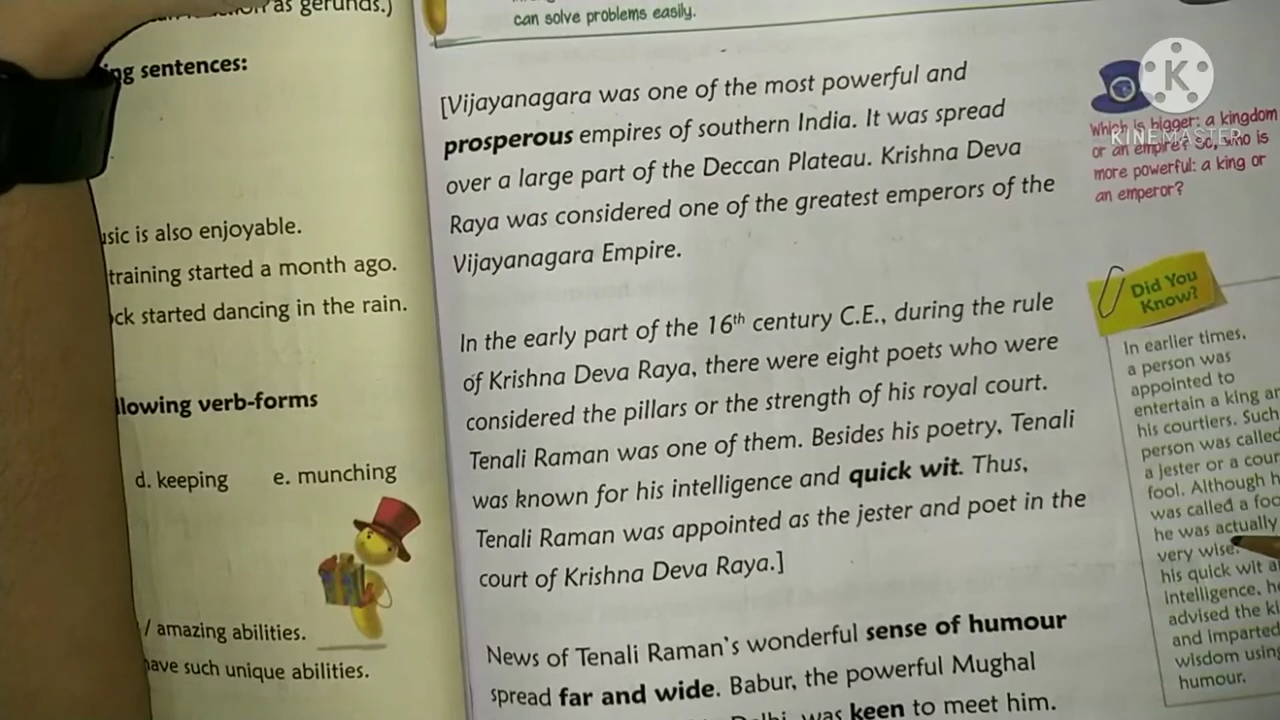 as gerunds.)
sentences:
is also enjoyable.
training started a month ago.
started dancing in the rain.
verb-forms
d. keeping e. munching
/ amazing abilities.
have such unique abilities.
can solve problems easily.
[Vijayanagara was one of the most powerful and
prosperous empires of southern India. It was spread
over a large part of the Deccan Plateau. Krishna Deva
Raya was considered one of the greatest emperors of the
Vijayanagara Empire.
In the early part of the 16th century C.E., during the rule
of Krishna Deva Raya, there were eight poets who were
considered the pillars or the strength of his royal court.
Tenali Raman was one of them. Besides his poetry, Tenali
was known for his intelligence and quick wit. Thus,
Tenali Raman was appointed as the jester and poet in the
court of Krishna Deva Raya.]
News of Tenali Raman's wonderful sense of humour
spread far and wide. Babur, the powerful Mughal
was keen to meet him.
K
KINEMASTER
Which is bigger: a kingdom
or an empire? So, who is
more powerful: a king or
an emperor?
Did You
Know?
In earlier times,
a person was
appointed to
entertain a king
his courtiers. Such
person was called
a jester or a
fool. Although
was called a
he was actually
very wise.
his quick wit
intelligence,
advised the
and imparted
wisdom
humour.